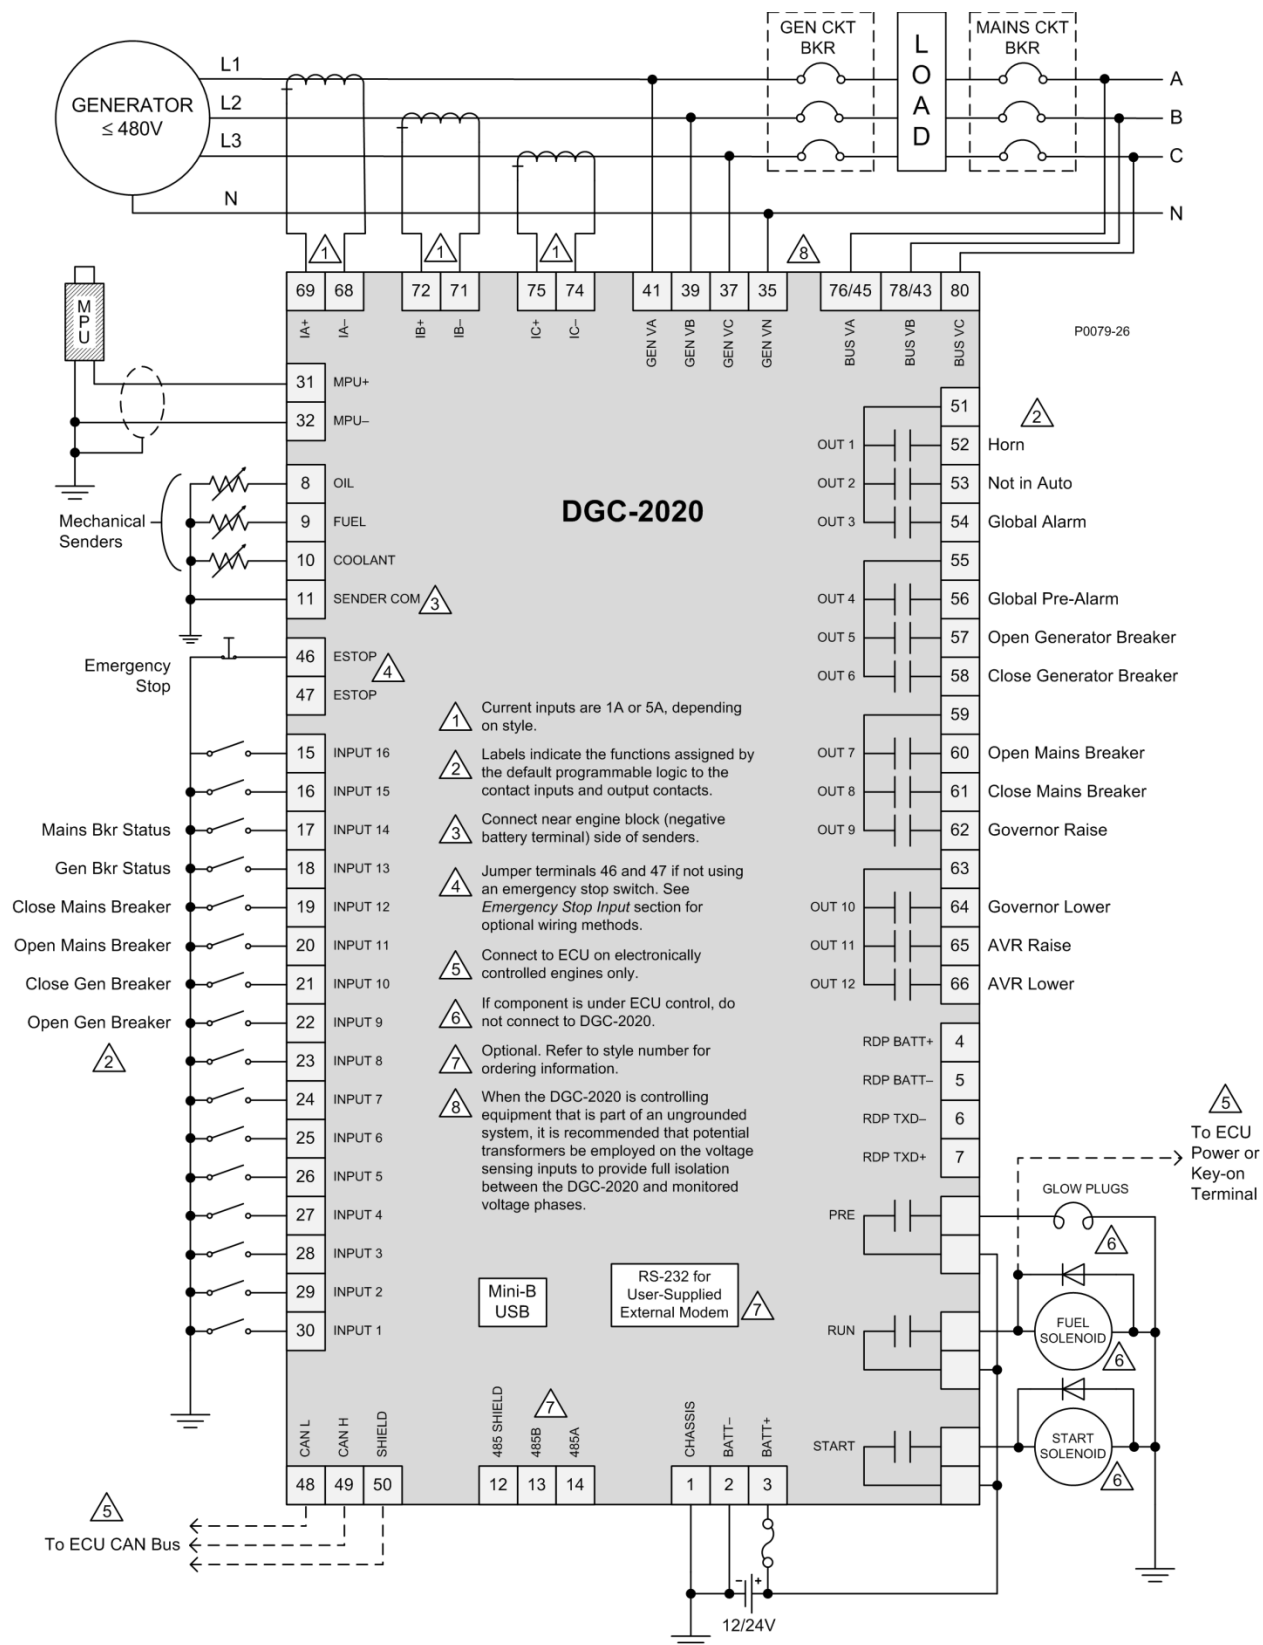 GEN CKT
BKR
LOAD
MAINS CKT
BKR
GENERATOR
≤ 480V
L1
L2
L3
N
A
B
C
N
1
1
1
8
69
68
72
71
75
74
41
39
37
35
76/45
78/43
80
IA+
IA–
IB+
IB–
IC+
IC–
GEN VA
GEN VB
GEN VC
GEN VN
BUS VA
BUS VB
BUS VC
P0079-26
MPU
31 MPU+
32 MPU–
Mechanical
Senders
8 OIL
9 FUEL
10 COOLANT
11 SENDER COM 3
Emergency
Stop
46 ESTOP
47 ESTOP
4
15 INPUT 16
16 INPUT 15
Mains Bkr Status 17 INPUT 14
Gen Bkr Status 18 INPUT 13
Close Mains Breaker 19 INPUT 12
Open Mains Breaker 20 INPUT 11
Close Gen Breaker 21 INPUT 10
Open Gen Breaker 22 INPUT 9
2
23 INPUT 8
24 INPUT 7
25 INPUT 6
26 INPUT 5
27 INPUT 4
28 INPUT 3
29 INPUT 2
30 INPUT 1
DGC-2020
1 Current inputs are 1A or 5A, depending
on style.
2 Labels indicate the functions assigned by
the default programmable logic to the
contact inputs and output contacts.
3 Connect near engine block (negative
battery terminal) side of senders.
4 Jumper terminals 46 and 47 if not using
an emergency stop switch. See
Emergency Stop Input section for
optional wiring methods.
5 Connect to ECU on electronically
controlled engines only.
6 If component is under ECU control, do
not connect to DGC-2020.
7 Optional. Refer to style number for
ordering information.
8 When the DGC-2020 is controlling
equipment that is part of an ungrounded
system, it is recommended that potential
transformers be employed on the voltage
sensing inputs to provide full isolation
between the DGC-2020 and monitored
voltage phases.
Mini-B
USB
RS-232 for
User-Supplied
External Modem
7
51
2
OUT 1 52 Horn
OUT 2 53 Not in Auto
OUT 3 54 Global Alarm
55
OUT 4 56 Global Pre-Alarm
OUT 5 57 Open Generator Breaker
OUT 6 58 Close Generator Breaker
59
OUT 7 60 Open Mains Breaker
OUT 8 61 Close Mains Breaker
OUT 9 62 Governor Raise
63
OUT 10 64 Governor Lower
OUT 11 65 AVR Raise
OUT 12 66 AVR Lower
RDP BATT+ 4
RDP BATT– 5
RDP TXD– 6
RDP TXD+ 7
5
To ECU
Power or
Key-on
Terminal
PRE
GLOW PLUGS
6
RUN
FUEL
SOLENOID
6
START
START
SOLENOID
6
CAN L
CAN H
SHIELD
485 SHIELD
485B
485A
7
CHASSIS
BATT–
BATT+
48
49
50
12
13
14
1
2
3
5
To ECU CAN Bus
- +
12/24V